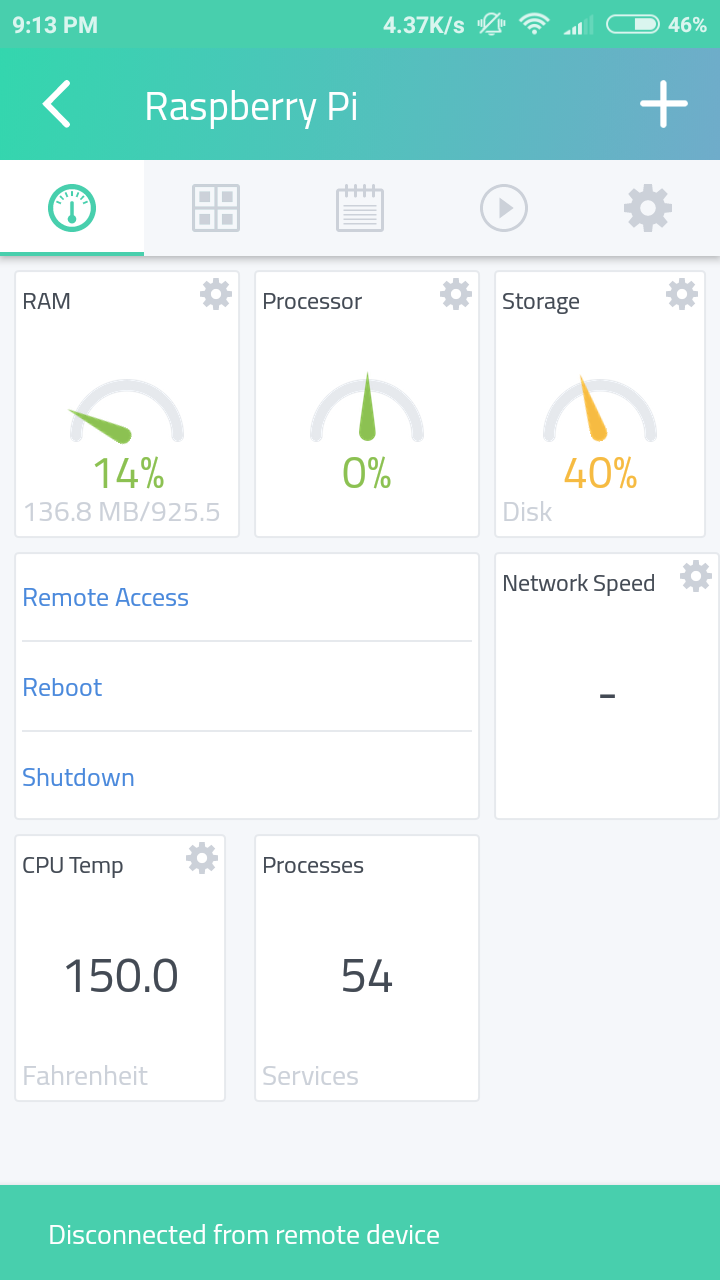 9:13 PM 4.37K/s 46%
Raspberry Pi
RAM
14%
136.8 MB/925.5
Processor
0%
Storage
40%
Disk
Remote Access
Reboot
Shutdown
Network Speed
-
CPU Temp
150.0
Fahrenheit
Processes
54
Services
Disconnected from remote device